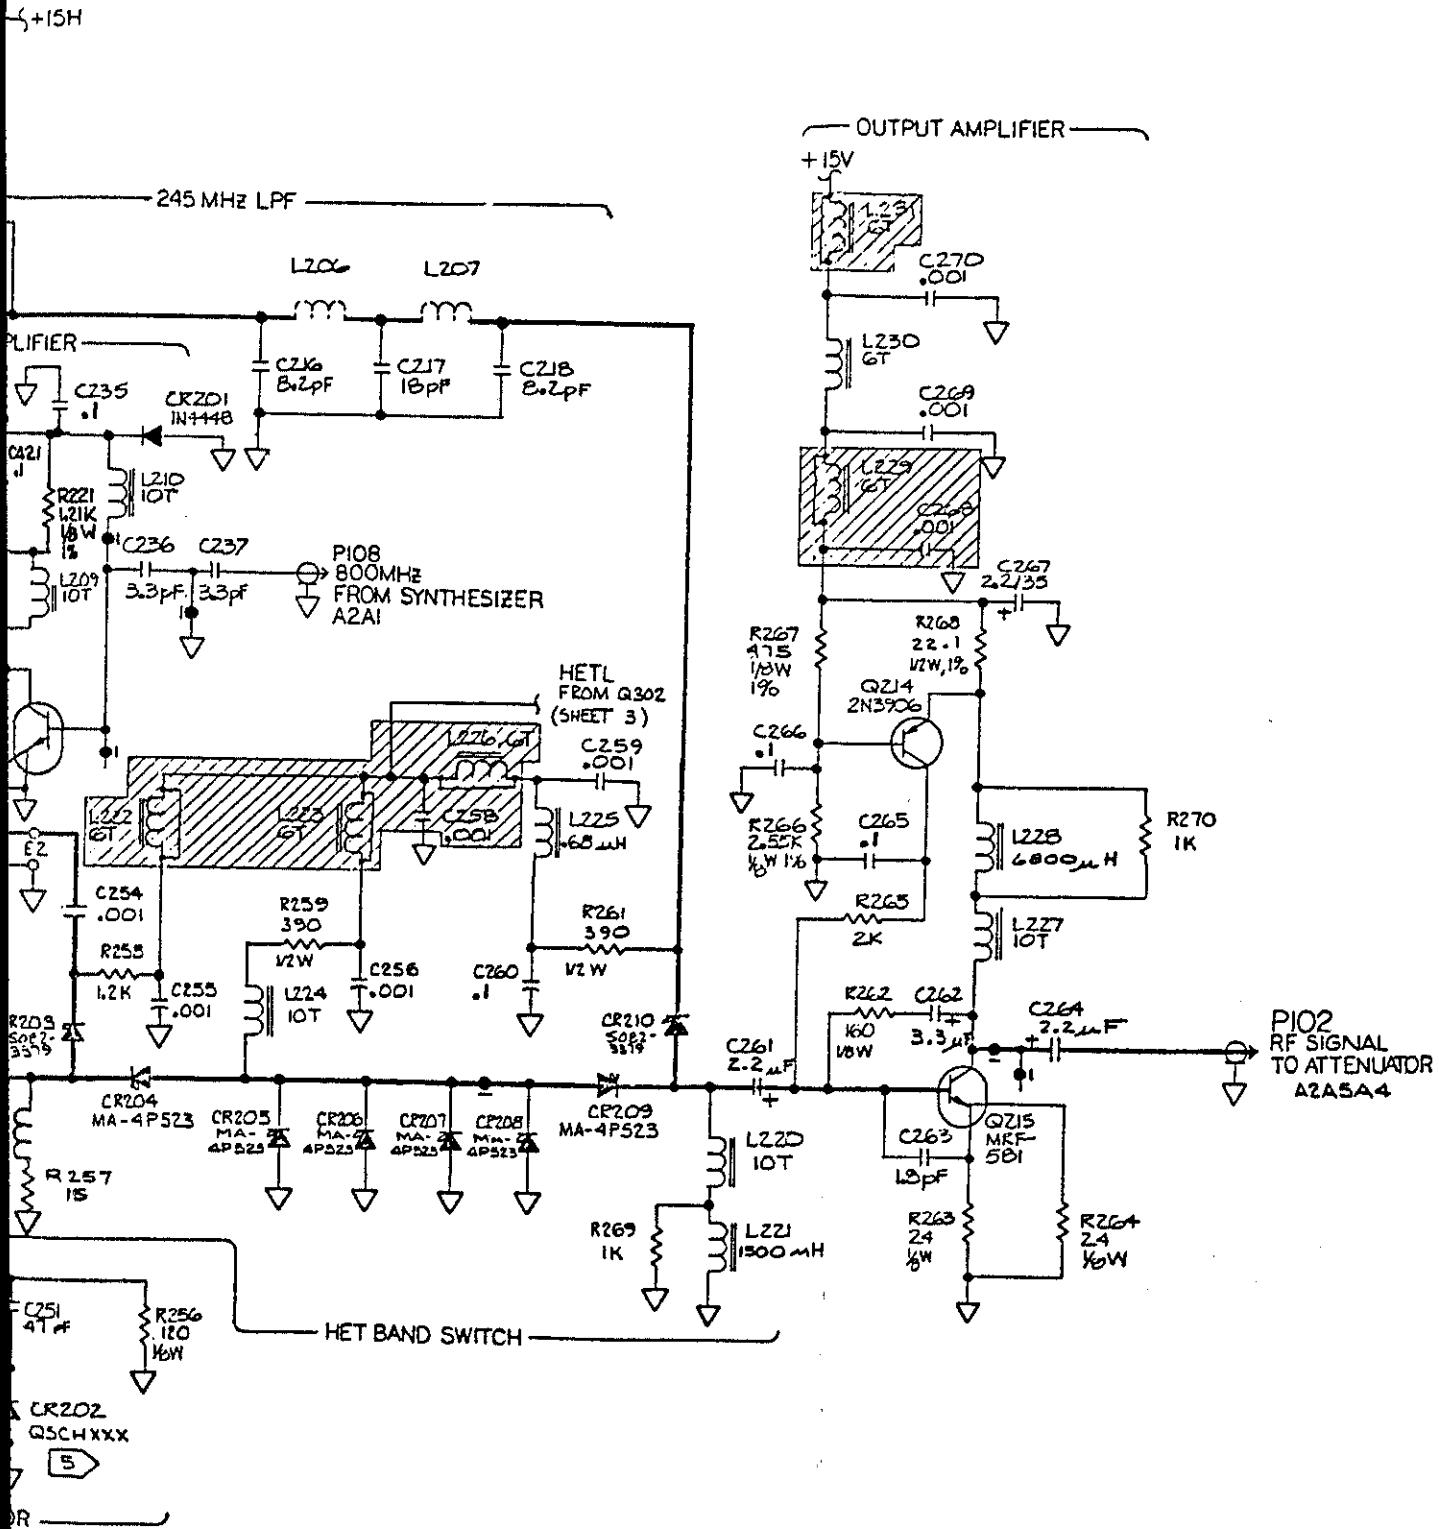 +15H
OUTPUT AMPLIFIER
+15V
245 MHz LPF
L231
6T
L206
L207
C270
.001
PLIFIER
C216
8.2pF
C217
18pF
C218
8.2pF
L230
6T
C235
.1
CR201
1N4448
C269
.001
C421
.1
L210
10T
R221
1.21K
1/8W
1%
L229
6T
C268
.001
C236
3.3pF
C237
3.3pF
P108
800MHz
FROM SYNTHESIZER
A2A1
L209
10T
C267
2.2/35
+
R267
475
1/8W
1%
R268
22.1
1/2W, 1%
HETL
FROM Q302
(SHEET 3)
Q214
2N3906
1
1
1
L226, 6T
C259
.001
C266
.1
L222
6T
L223
6T
C258
.001
L225
.68µH
R266
2.55K
1/8W 1%
C265
.1
L228
6800µH
R270
1K
E2
C254
.001
R259
390
1/2W
R261
390
1/2W
R265
2K
L227
10T
R255
1.2K
C255
.001
L224
10T
C256
.001
C260
.1
R262
160
1/8W
C262
3.3µF
+
C264
2.2µF
+
R203
5082-
3379
CR210
5082-
3379
C261
2.2µF
+
P102
RF SIGNAL
TO ATTENUATOR
A2A5A4
1
CR204
MA-4P523
CR205
MA-
4P523
CR206
MA-
4P523
CR207
MA-
4P523
CR208
MA-
4P523
CR209
MA-4P523
Q215
MRF-
581
C263
1.8pF
R257
15
L220
10T
R269
1K
L221
1500µH
R263
24
1/8W
R264
24
1/8W
C251
47pF
R256
120
1/8W
HET BAND SWITCH
CR202
QSCHXXX
5
OR